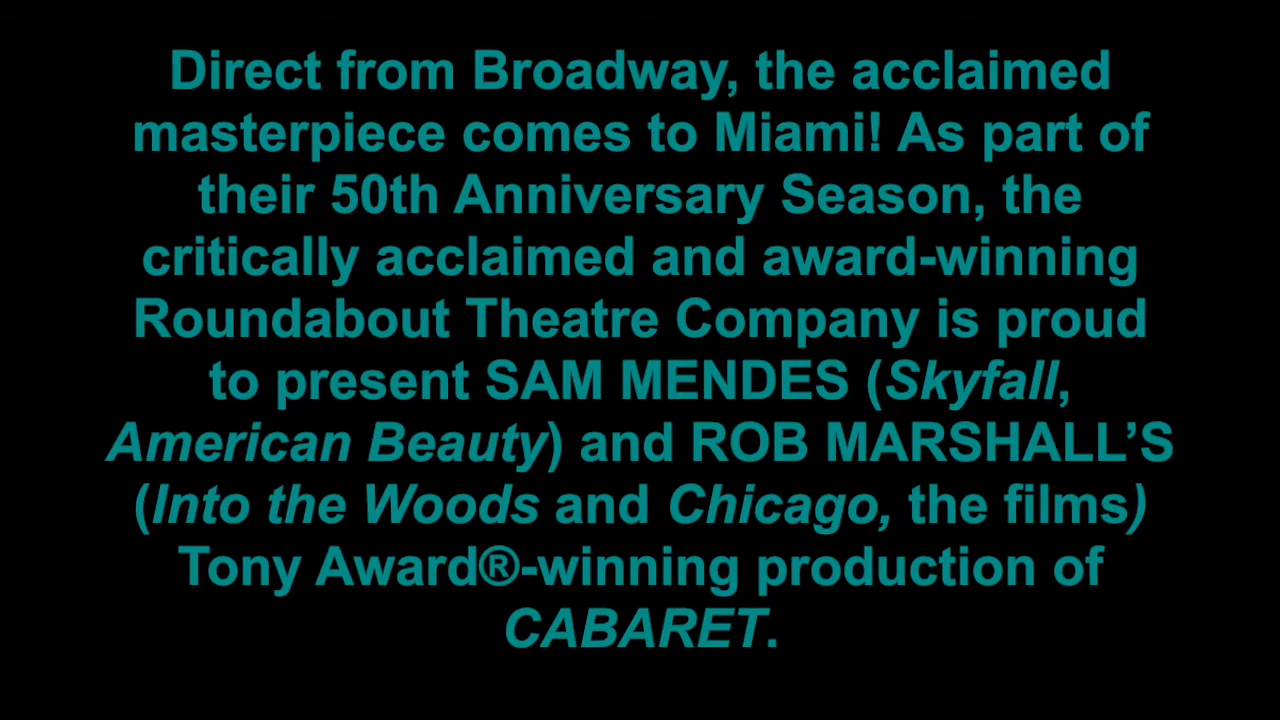 Direct from Broadway, the acclaimed
masterpiece comes to Miami! As part of
their 50th Anniversary Season, the
critically acclaimed and award-winning
Roundabout Theatre Company is proud
to present SAM MENDES (Skyfall,
American Beauty) and ROB MARSHALL’S
(Into the Woods and Chicago, the films)
Tony Award®-winning production of
CABARET.